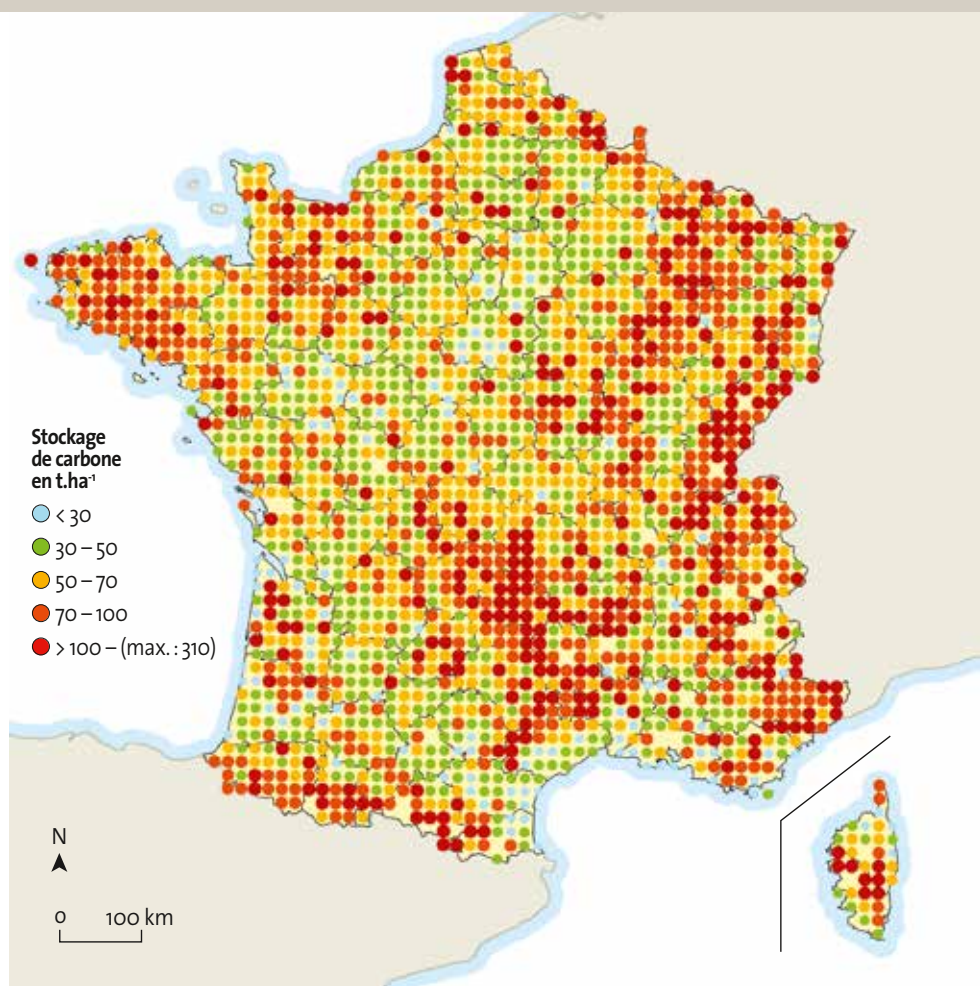 Stockage
de carbone
en t.ha⁻¹
< 30
30 – 50
50 – 70
70 – 100
> 100 – (max. : 310)
N
0 100 km